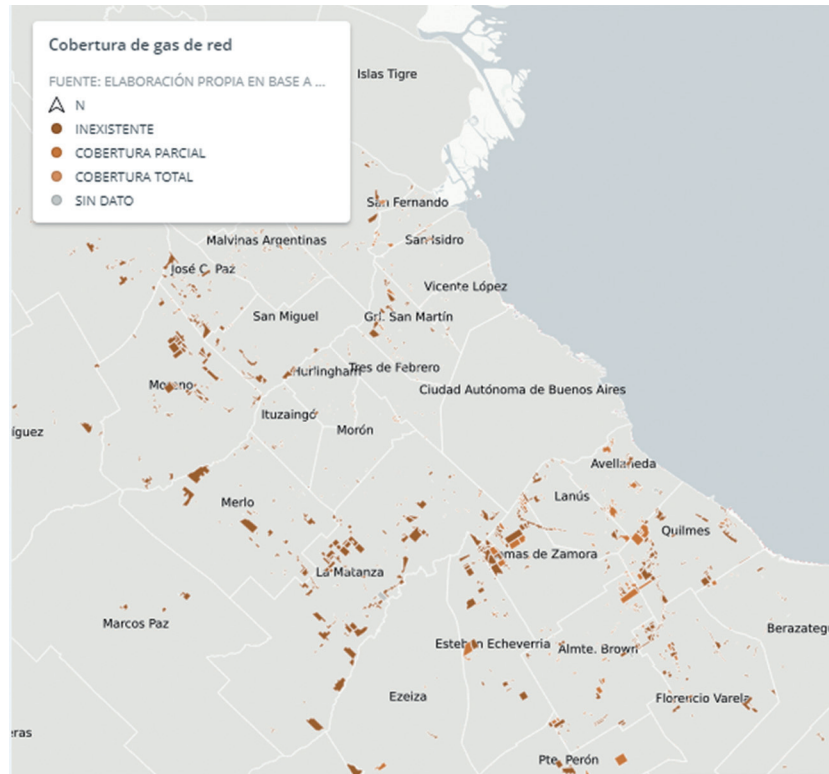 Cobertura de gas de red
FUENTE: ELABORACIÓN PROPIA EN BASE A ...
N
INEXISTENTE
COBERTURA PARCIAL
COBERTURA TOTAL
SIN DATO
Islas Tigre
San Fernando
Malvinas Argentinas
San Isidro
José C. Paz
Vicente López
San Miguel
Grl. San Martín
Hurlingham
Tres de Febrero
Moreno
Ciudad Autónoma de Buenos Aires
Ituzaingó
íguez
Morón
Avellaneda
Lanús
Merlo
Quilmes
omas de Zamora
La Matanza
Marcos Paz
Berazategu
Esteban Echeverria
Almte. Brown
Ezeiza
Florencio Varela
eras
Pte. Perón